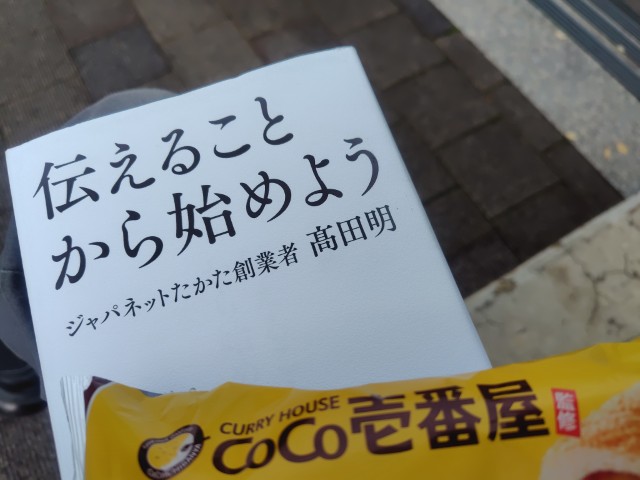 伝えること
から始めよう
ジャパネットたかた創業者 髙田明
CURRY HOUSE
CoCo壱番屋
監修